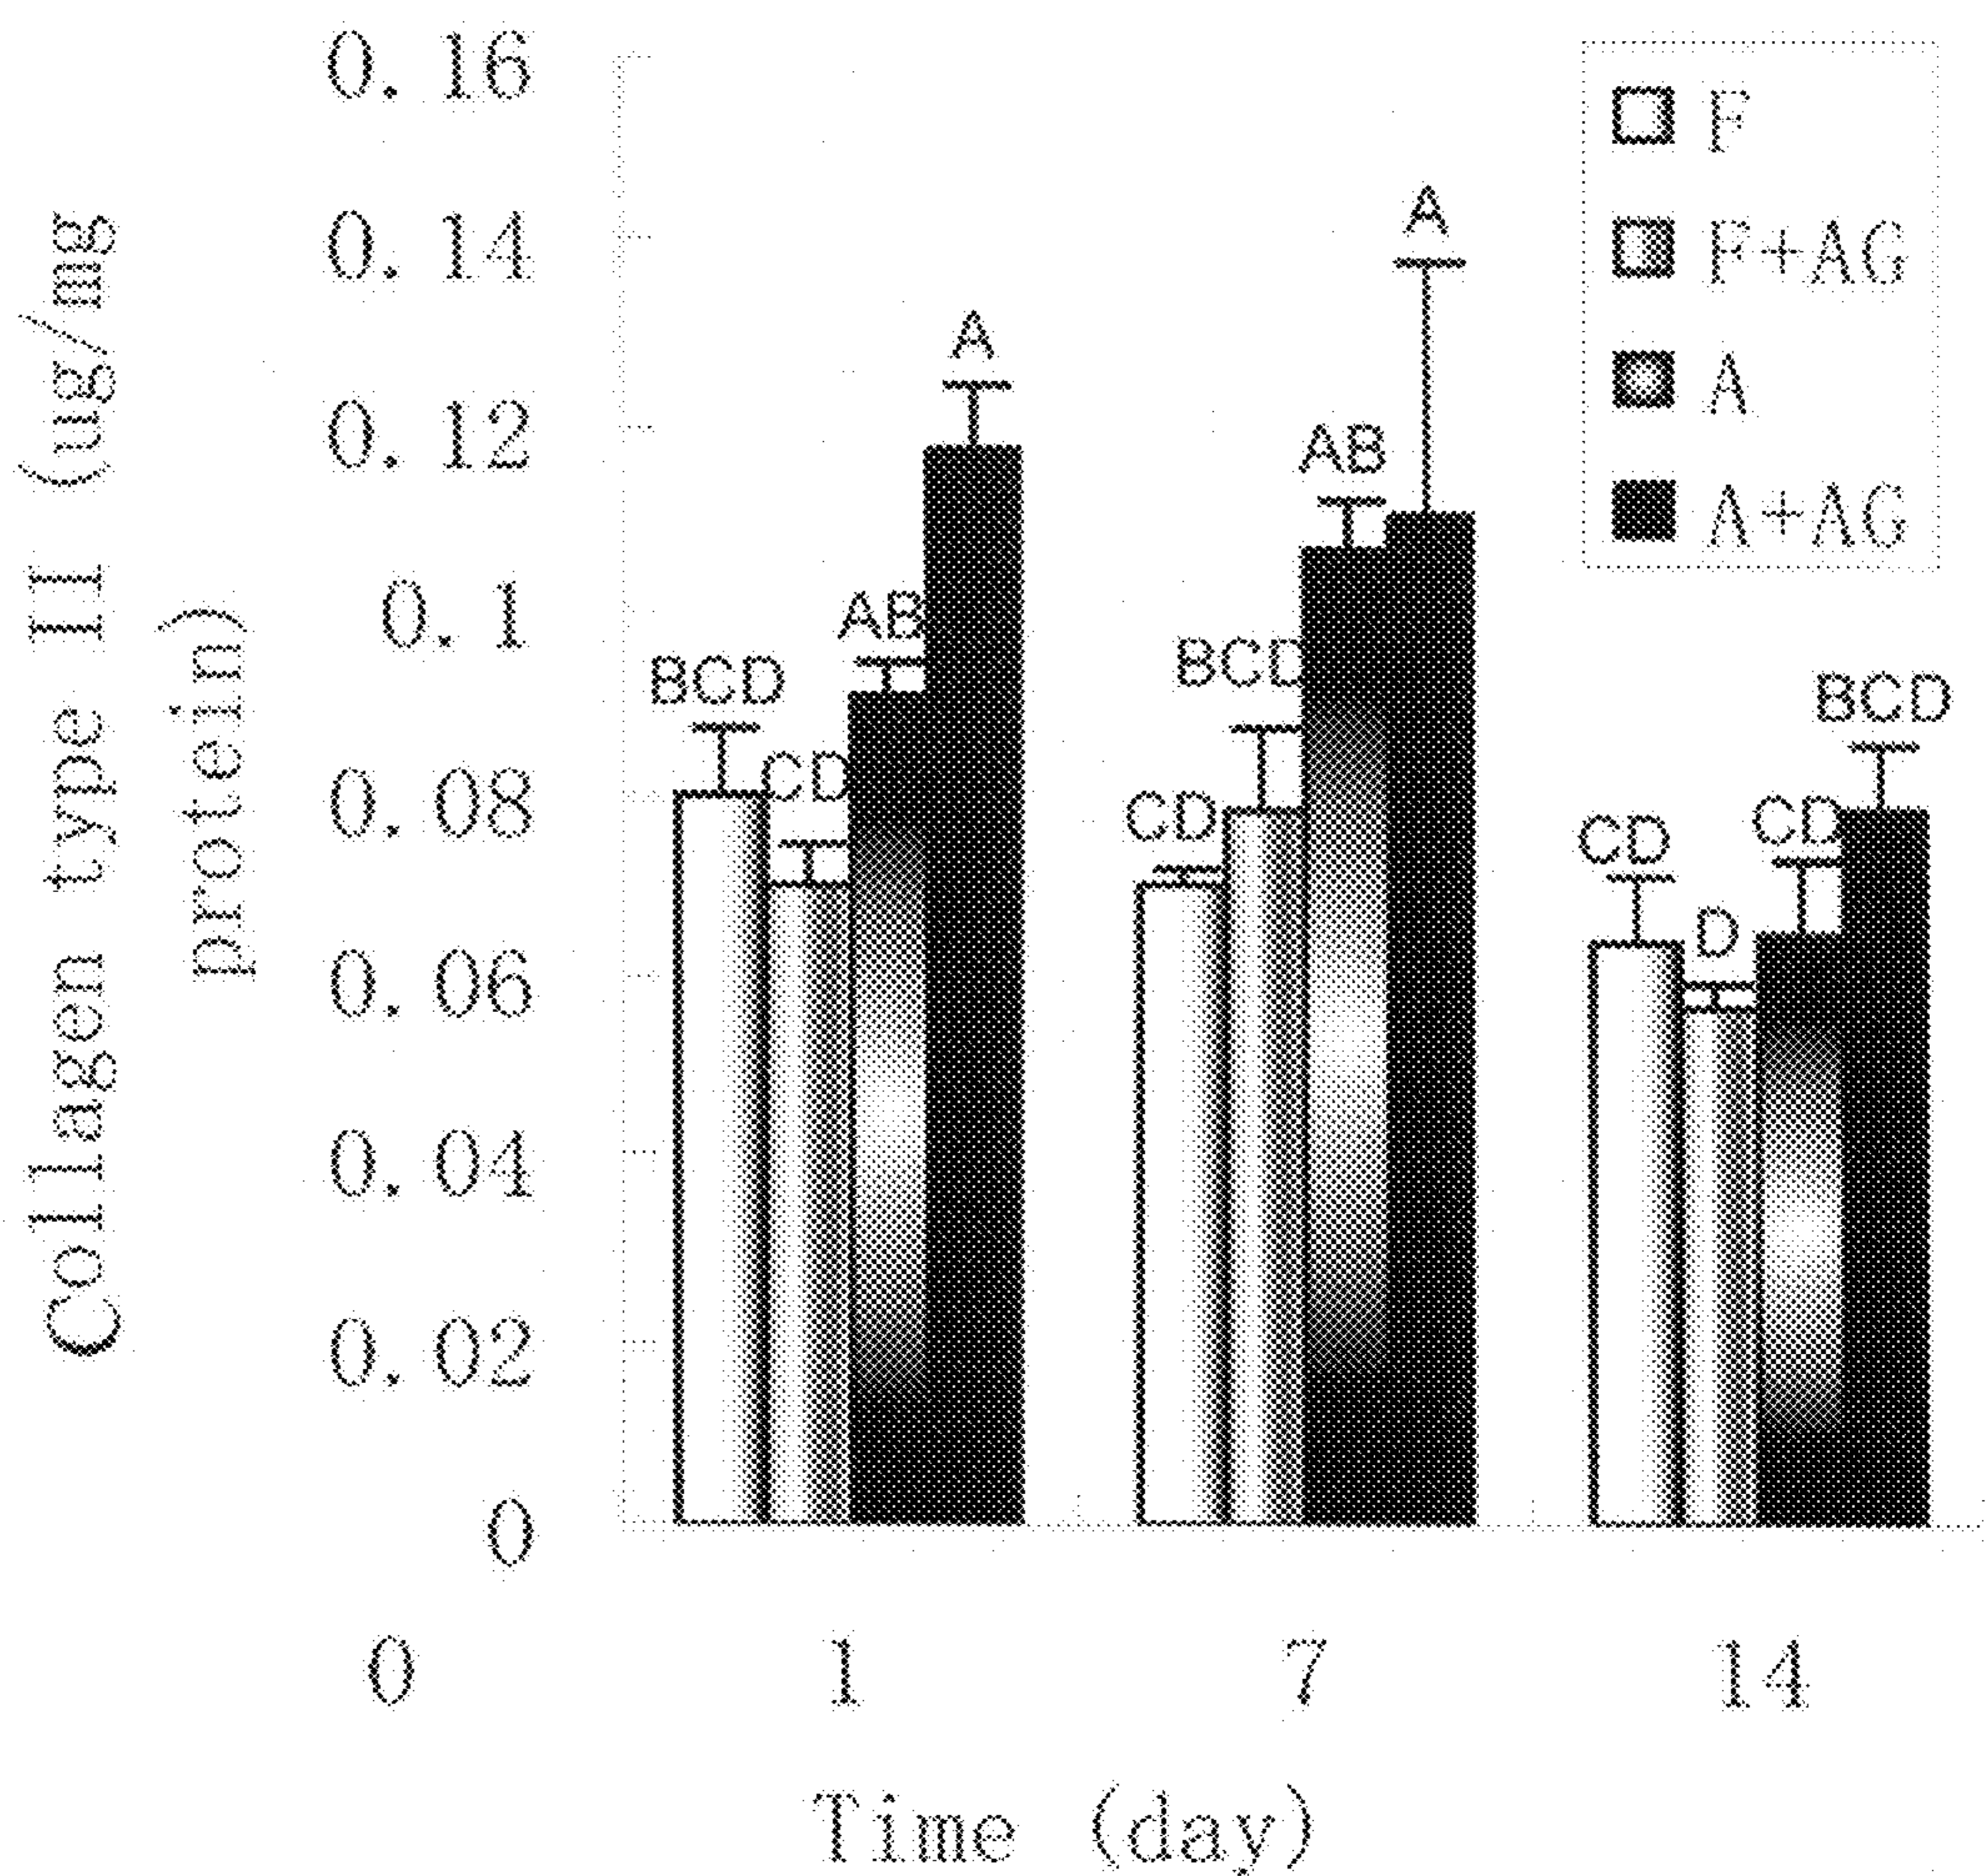 Collagen type II (ug/mg
protein)
0.16
0.14
0.12
0.1
0.08
0.06
0.04
0.02
0
F
F+AG
A
A+AG
BCD
CD
AB
A
CD
BCD
AB
A
CD
D
CD
BCD
0 1 7 14
Time (day)